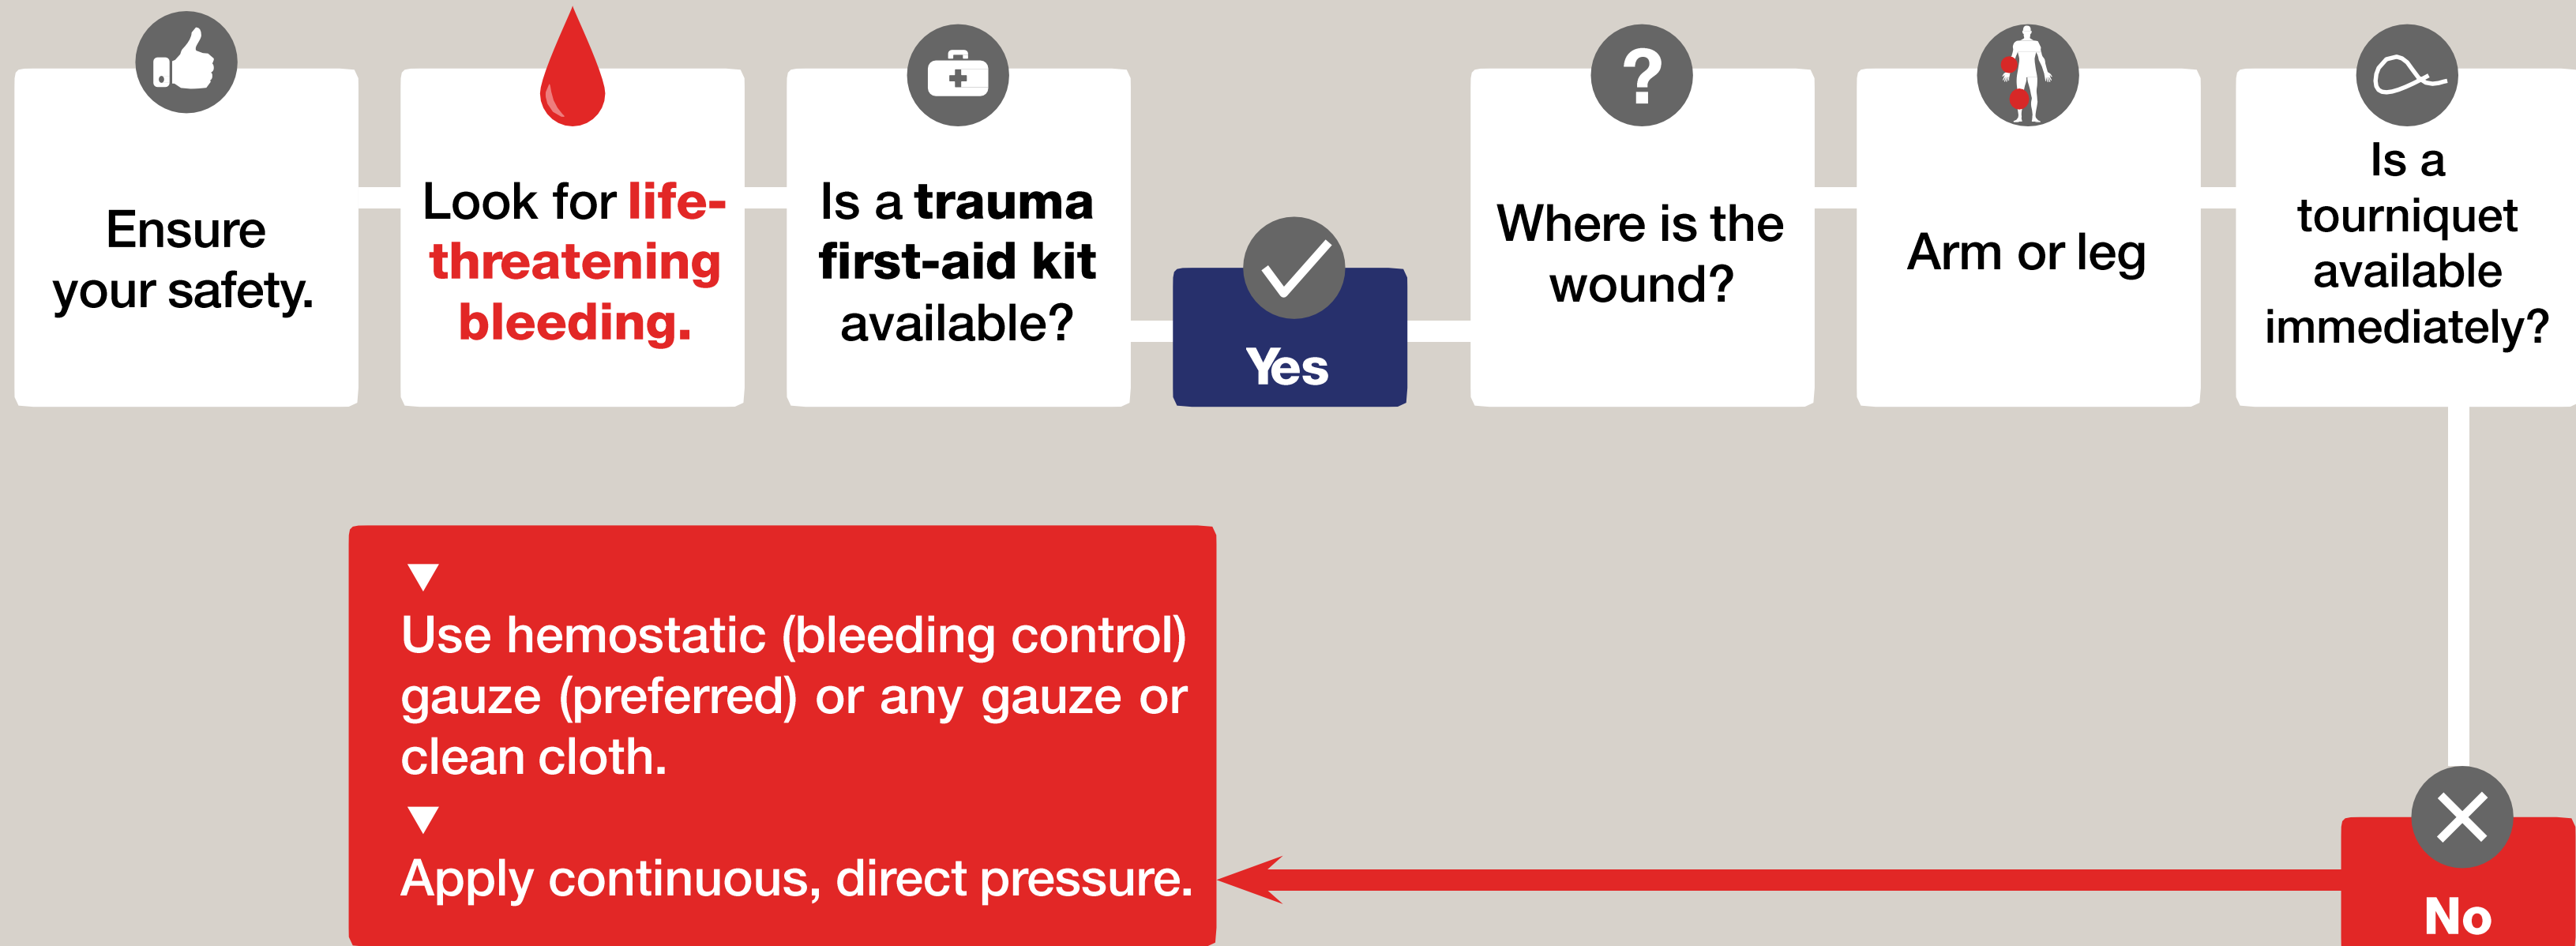 Ensure
your safety.
Look for life-
threatening
bleeding.
Is a trauma
first-aid kit
available?
Yes
Where is the
wound?
Arm or leg
Is a
tourniquet
available
immediately?
No
Use hemostatic (bleeding control)
gauze (preferred) or any gauze or
clean cloth.
Apply continuous, direct pressure.